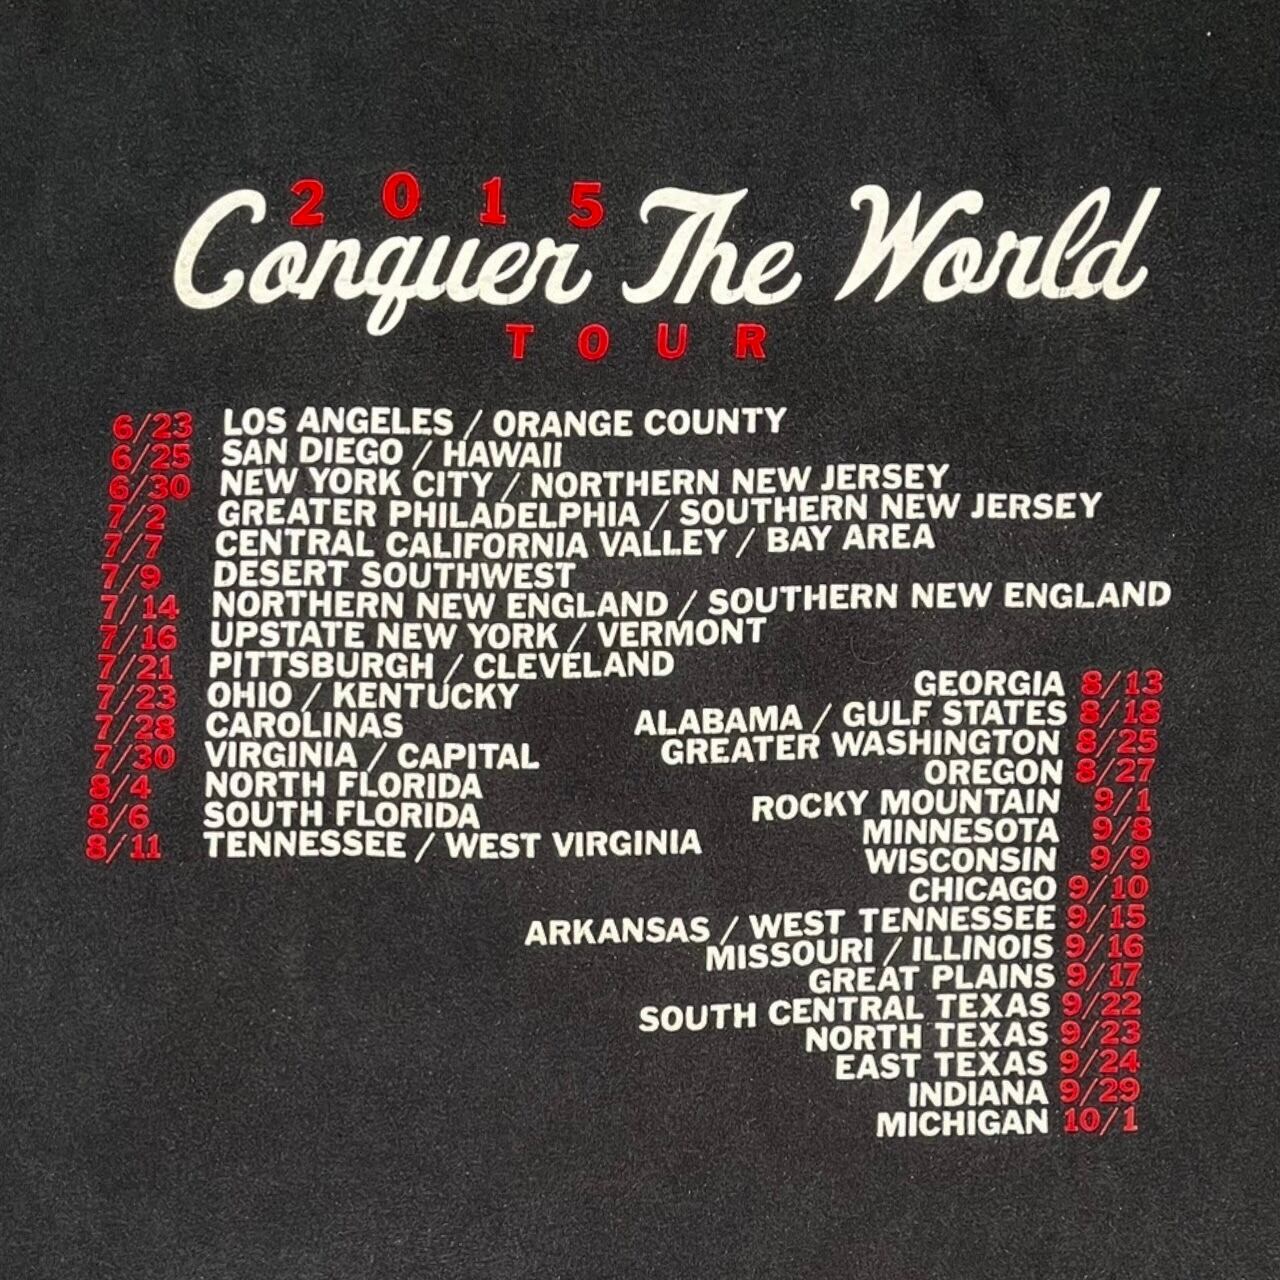 2015
Conquer The World
TOUR
6/23 LOS ANGELES / ORANGE COUNTY
6/25 SAN DIEGO / HAWAII
6/30 NEW YORK CITY / NORTHERN NEW JERSEY
7/2 GREATER PHILADELPHIA / SOUTHERN NEW JERSEY
7/7 CENTRAL CALIFORNIA VALLEY / BAY AREA
7/9 DESERT SOUTHWEST
7/14 NORTHERN NEW ENGLAND / SOUTHERN NEW ENGLAND
7/16 UPSTATE NEW YORK / VERMONT
7/21 PITTSBURGH / CLEVELAND
7/23 OHIO / KENTUCKY
7/28 CAROLINAS
7/30 VIRGINIA / CAPITAL
8/4 NORTH FLORIDA
8/6 SOUTH FLORIDA
8/11 TENNESSEE / WEST VIRGINIA
GEORGIA 8/13
ALABAMA / GULF STATES 8/18
GREATER WASHINGTON 8/25
OREGON 8/27
ROCKY MOUNTAIN 9/1
MINNESOTA 9/8
WISCONSIN 9/9
CHICAGO 9/10
ARKANSAS / WEST TENNESSEE 9/15
MISSOURI / ILLINOIS 9/16
GREAT PLAINS 9/17
SOUTH CENTRAL TEXAS 9/22
NORTH TEXAS 9/23
EAST TEXAS 9/24
INDIANA 9/29
MICHIGAN 10/1